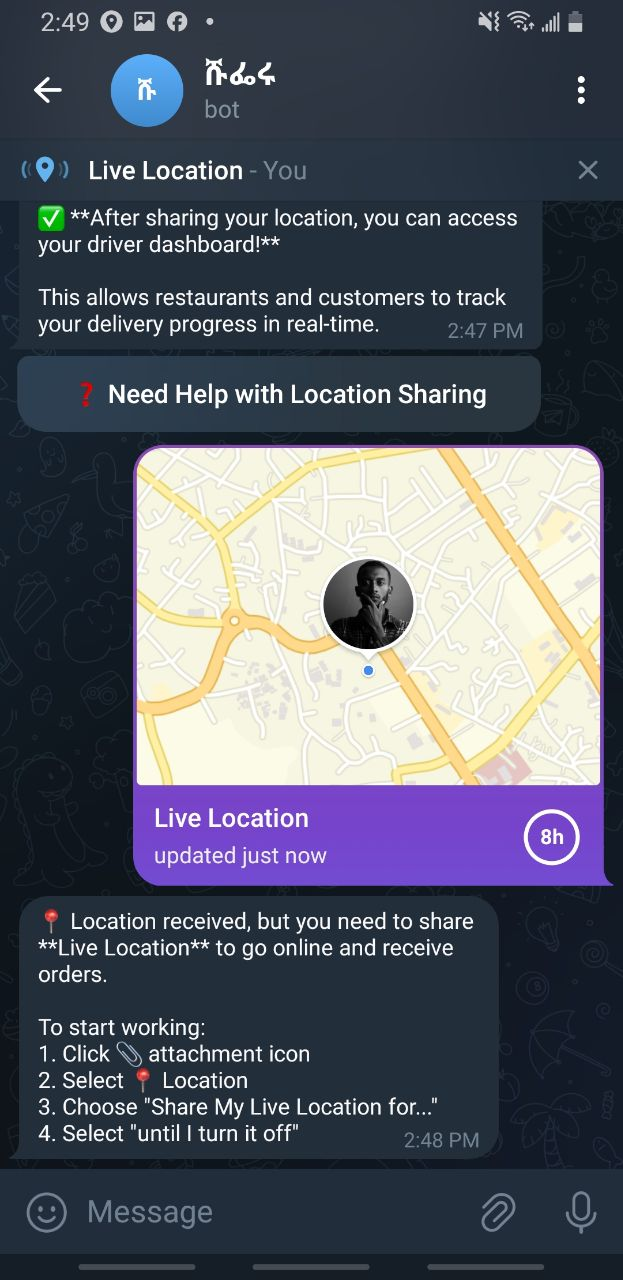 2:49
ሹፌሩ
ሹ
bot
Live Location - You
✅ **After sharing your location, you can access
your driver dashboard!**
This allows restaurants and customers to track
your delivery progress in real-time.
2:47 PM
❓ Need Help with Location Sharing
Live Location
updated just now
8h
📍 Location received, but you need to share
**Live Location** to go online and receive
orders.
To start working:
1. Click 📎 attachment icon
2. Select 📍 Location
3. Choose "Share My Live Location for..."
4. Select "until I turn it off"
2:48 PM
Message